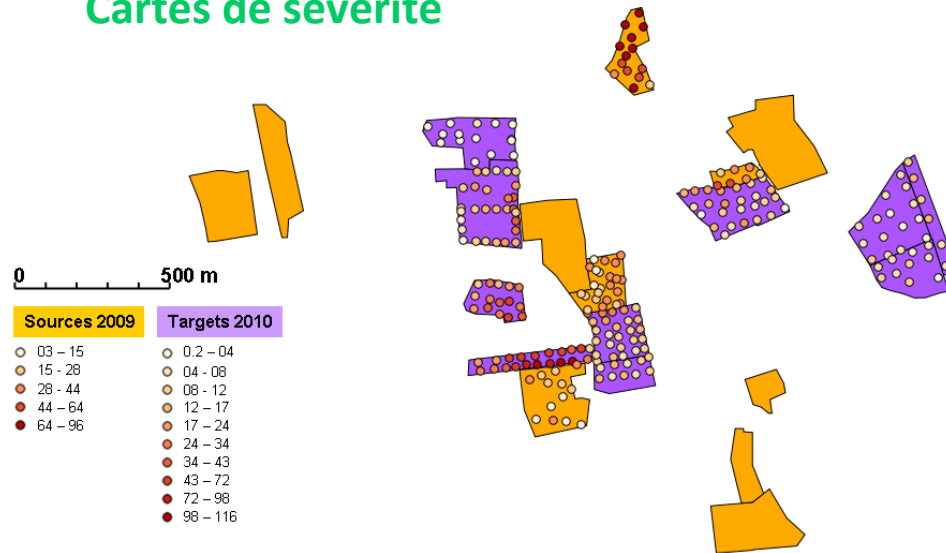 Cartes de sévérité
0 500 m
Sources 2009 Targets 2010
03 – 15 0.2 – 04
15 - 28 04 - 08
28 - 44 08 - 12
44 – 64 12 – 17
64 – 96 17 – 24
24 – 34
34 – 43
43 – 72
72 – 98
98 – 116